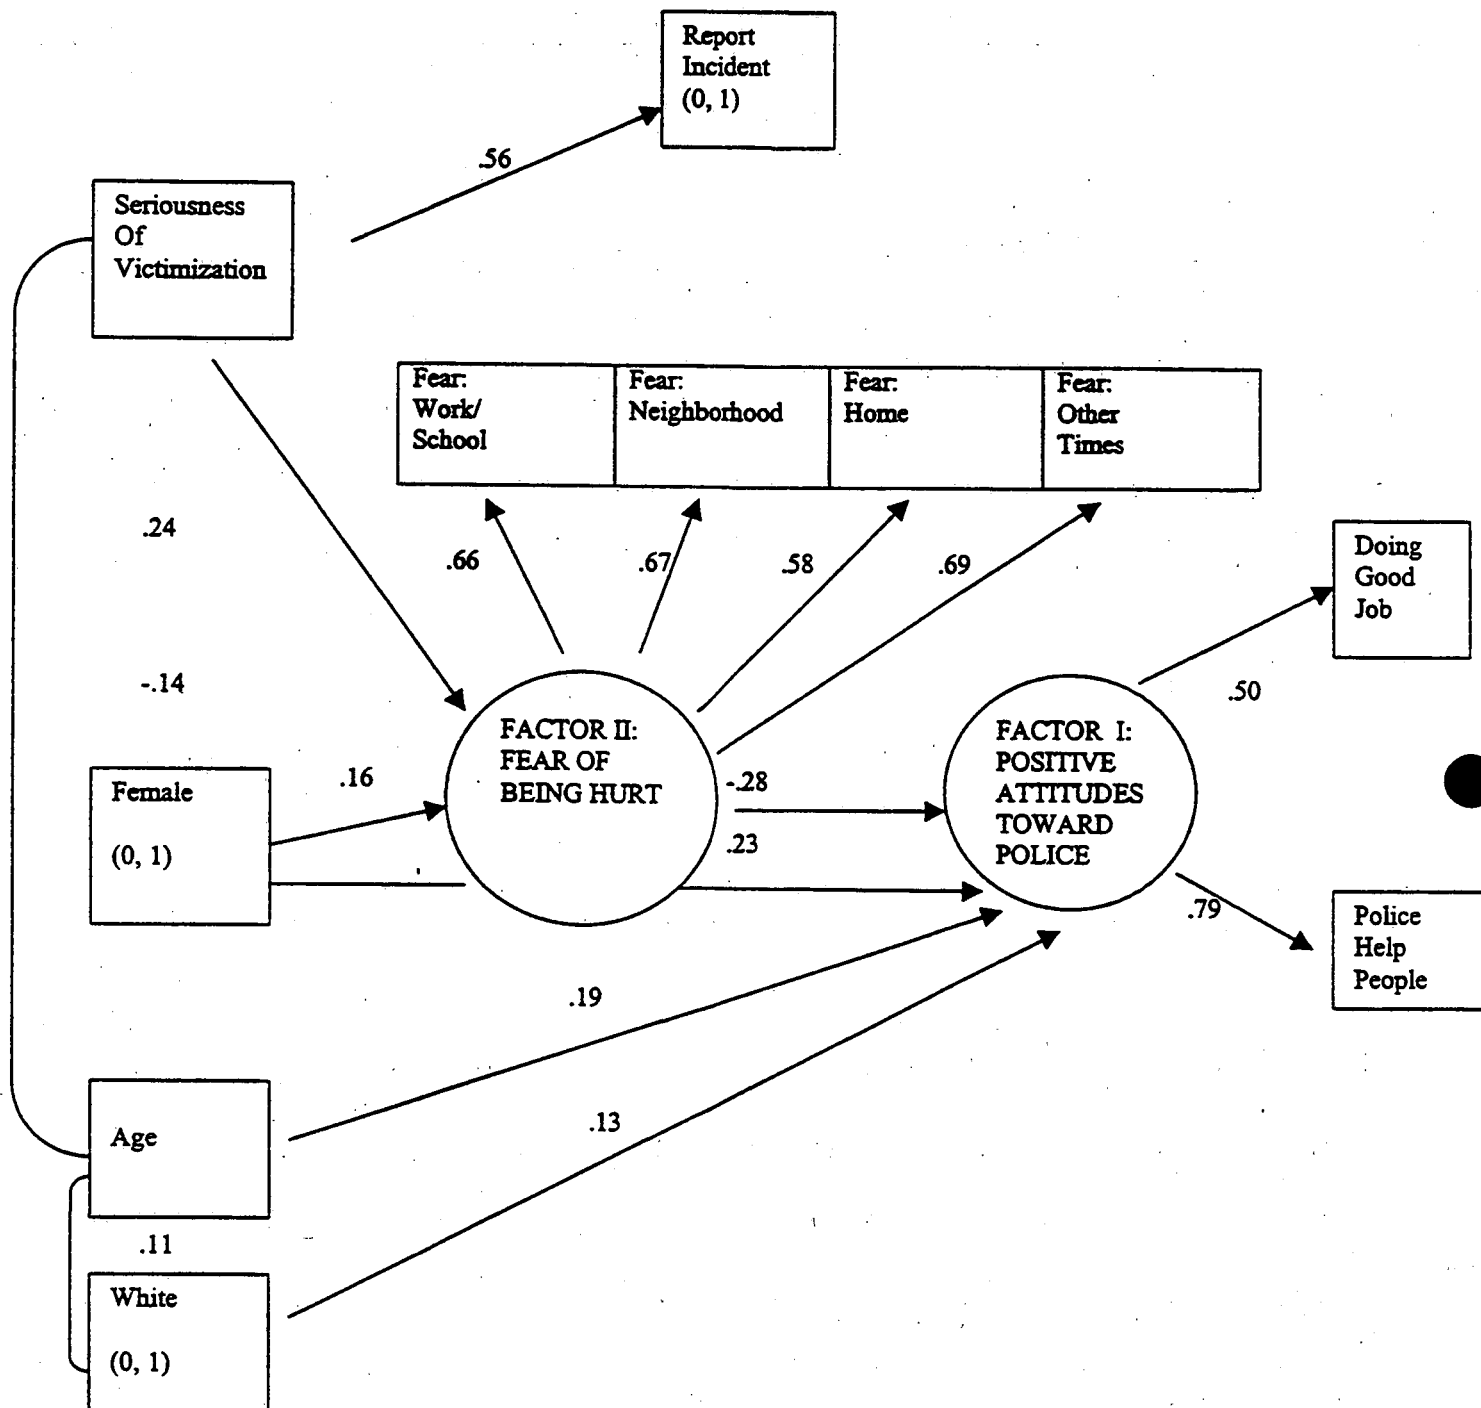 Report
Incident
(0, 1)
.56
Seriousness
Of
Victimization
Fear:
Work/
School
Fear:
Neighborhood
Fear:
Home
Fear:
Other
Times
.24
.66
.67
.58
.69
Doing
Good
Job
-.14
.50
FACTOR II:
FEAR OF
BEING HURT
FACTOR I:
POSITIVE
ATTITUDES
TOWARD
POLICE
-.28
.23
.16
Female
(0, 1)
.79
Police
Help
People
.19
Age
.13
.11
White
(0, 1)